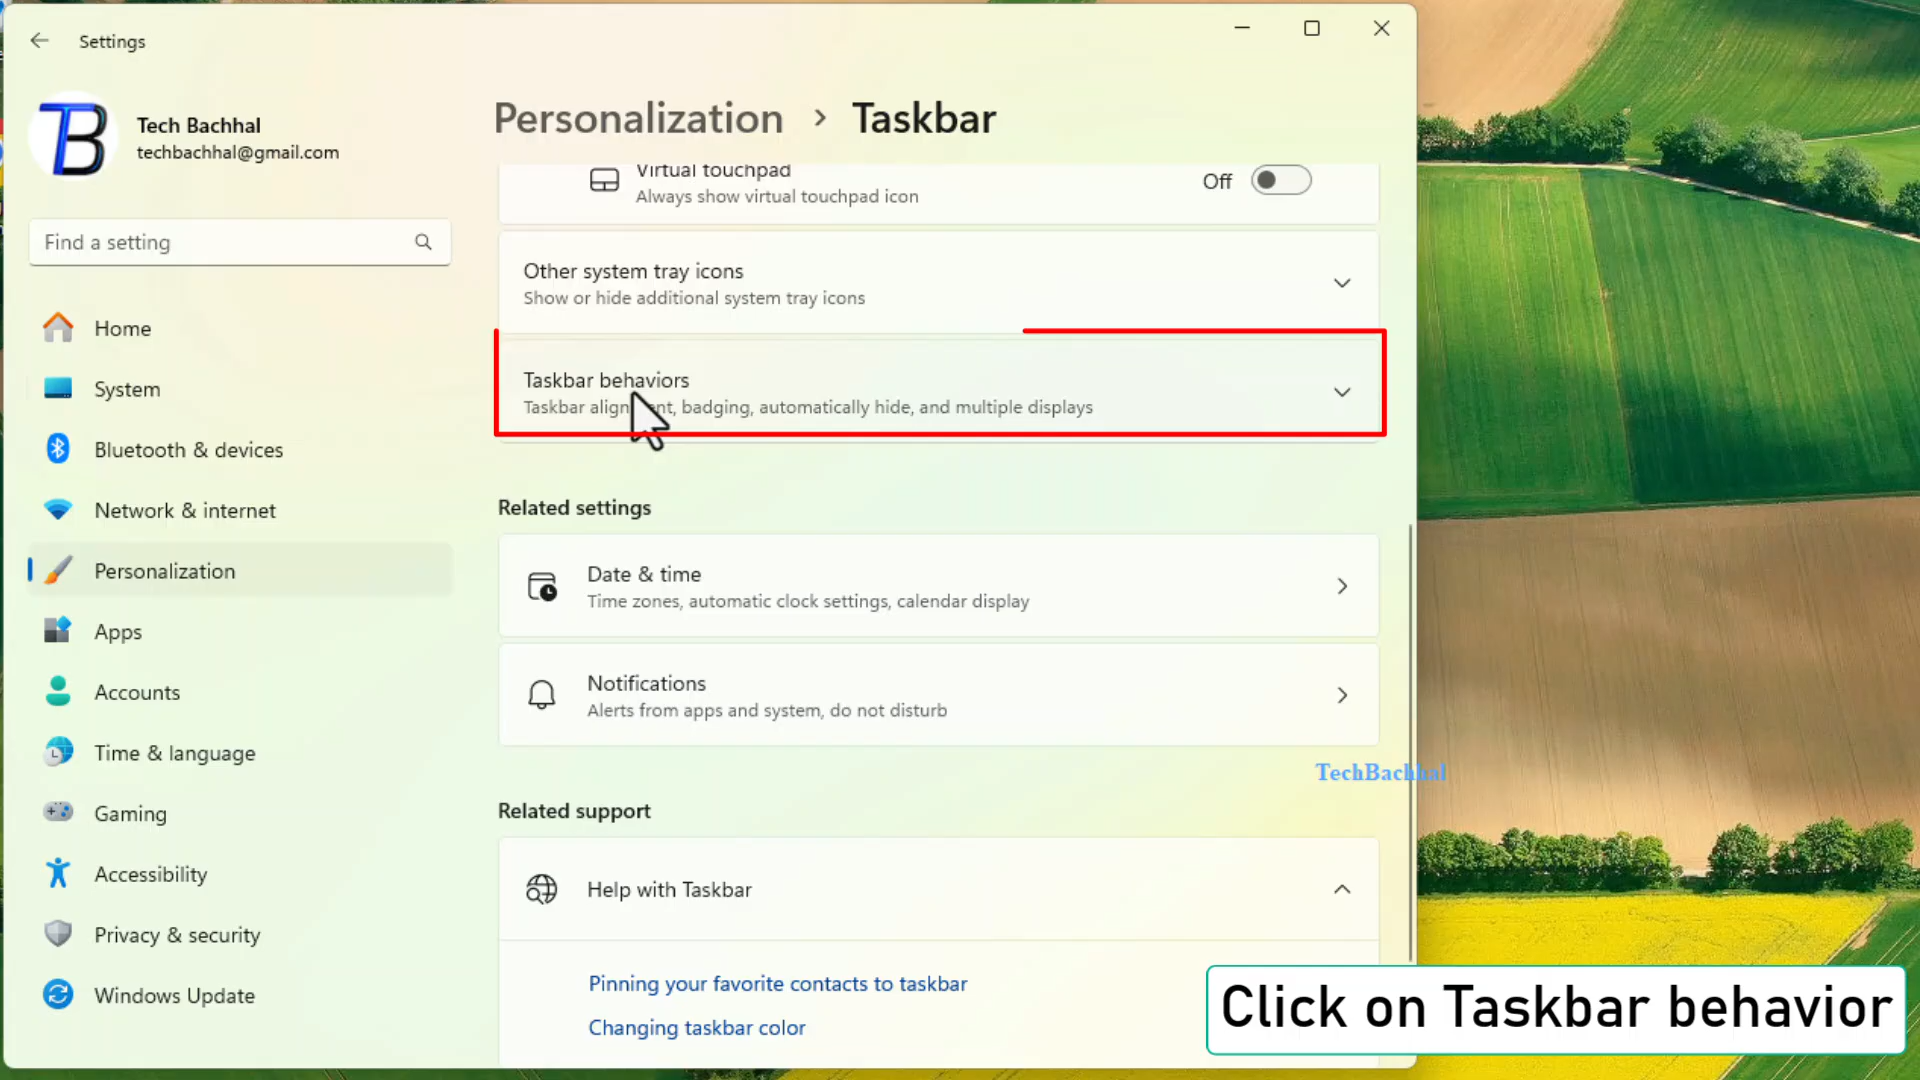 Settings
TB
Tech Bachhal
techbachhal@gmail.com
Find a setting
Home
System
Bluetooth & devices
Network & internet
Personalization
Apps
Accounts
Time & language
Gaming
Accessibility
Privacy & security
Windows Update
Personalization > Taskbar
Virtual touchpad
Always show virtual touchpad icon
Off
Other system tray icons
Show or hide additional system tray icons
Taskbar behaviors
Taskbar alignment, badging, automatically hide, and multiple displays
Related settings
Date & time
Time zones, automatic clock settings, calendar display
Notifications
Alerts from apps and system, do not disturb
TechBachhal
Related support
Help with Taskbar
Pinning your favorite contacts to taskbar
Changing taskbar color
Click on Taskbar behavior